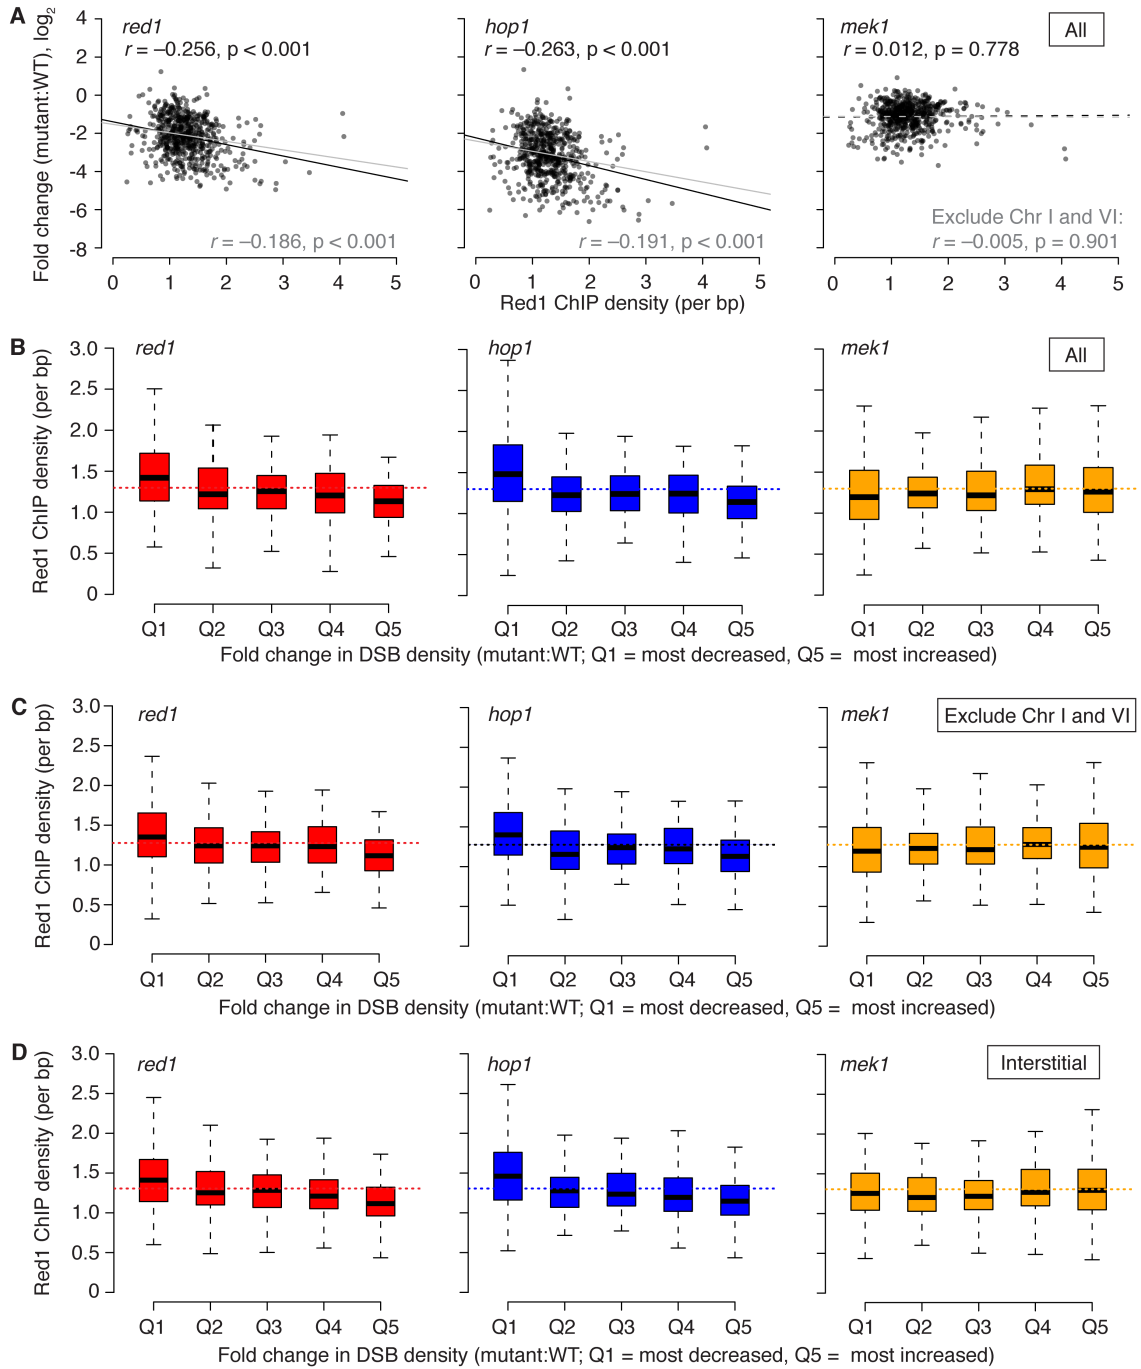 A
red1
r = –0.256, p < 0.001
hop1
r = –0.263, p < 0.001
mek1
r = 0.012, p = 0.778
All
Fold change (mutant:WT), log2
4
2
0
-2
-4
-6
-8
r = –0.186, p < 0.001
r = –0.191, p < 0.001
Exclude Chr I and VI:
r = –0.005, p = 0.901
0 1 2 3 4 5
0 1 2 3 4 5
0 1 2 3 4 5
Red1 ChIP density (per bp)
B
red1
hop1
mek1
All
Red1 ChIP density (per bp)
3.0
2.5
2.0
1.5
1.0
0.5
0
Q1 Q2 Q3 Q4 Q5
Q1 Q2 Q3 Q4 Q5
Q1 Q2 Q3 Q4 Q5
Fold change in DSB density (mutant:WT; Q1 = most decreased, Q5 = most increased)
C
red1
hop1
mek1
Exclude Chr I and VI
Red1 ChIP density (per bp)
3.0
2.5
2.0
1.5
1.0
0.5
0
Q1 Q2 Q3 Q4 Q5
Q1 Q2 Q3 Q4 Q5
Q1 Q2 Q3 Q4 Q5
Fold change in DSB density (mutant:WT; Q1 = most decreased, Q5 = most increased)
D
red1
hop1
mek1
Interstitial
Red1 ChIP density (per bp)
3.0
2.5
2.0
1.5
1.0
0.5
0
Q1 Q2 Q3 Q4 Q5
Q1 Q2 Q3 Q4 Q5
Q1 Q2 Q3 Q4 Q5
Fold change in DSB density (mutant:WT; Q1 = most decreased, Q5 = most increased)